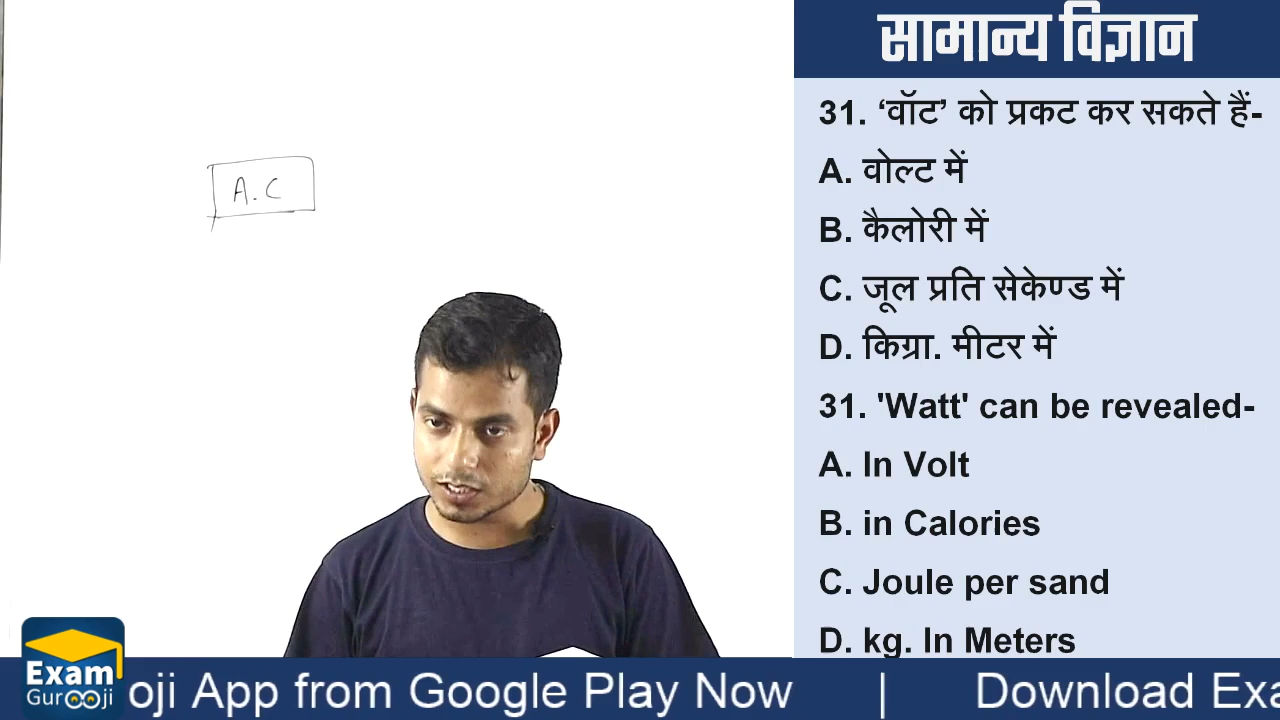 सामान्य विज्ञान
A.C
31. ‘वॉट’ को प्रकट कर सकते हैं-
A. वोल्ट में
B. कैलोरी में
C. जूल प्रति सेकेण्ड में
D. किग्रा. मीटर में
31. 'Watt' can be revealed-
A. In Volt
B. in Calories
C. Joule per sand
D. kg. In Meters
Exam
Gurooji
oji App from Google Play Now | Download Exa